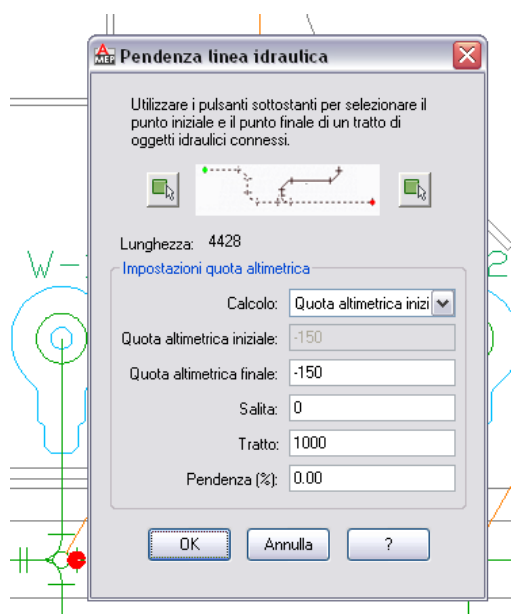 MEP Pendenza linea idraulica
Utilizzare i pulsanti sottostanti per selezionare il
punto iniziale e il punto finale di un tratto di
oggetti idraulici connessi.
Lunghezza: 4428
W-
2
Impostazioni quota altimetrica
Calcolo: Quota altimetrica inizi
Quota altimetrica iniziale: -150
Quota altimetrica finale: -150
Salita: 0
Tratto: 1000
Pendenza (%): 0.00
OK Annulla ?